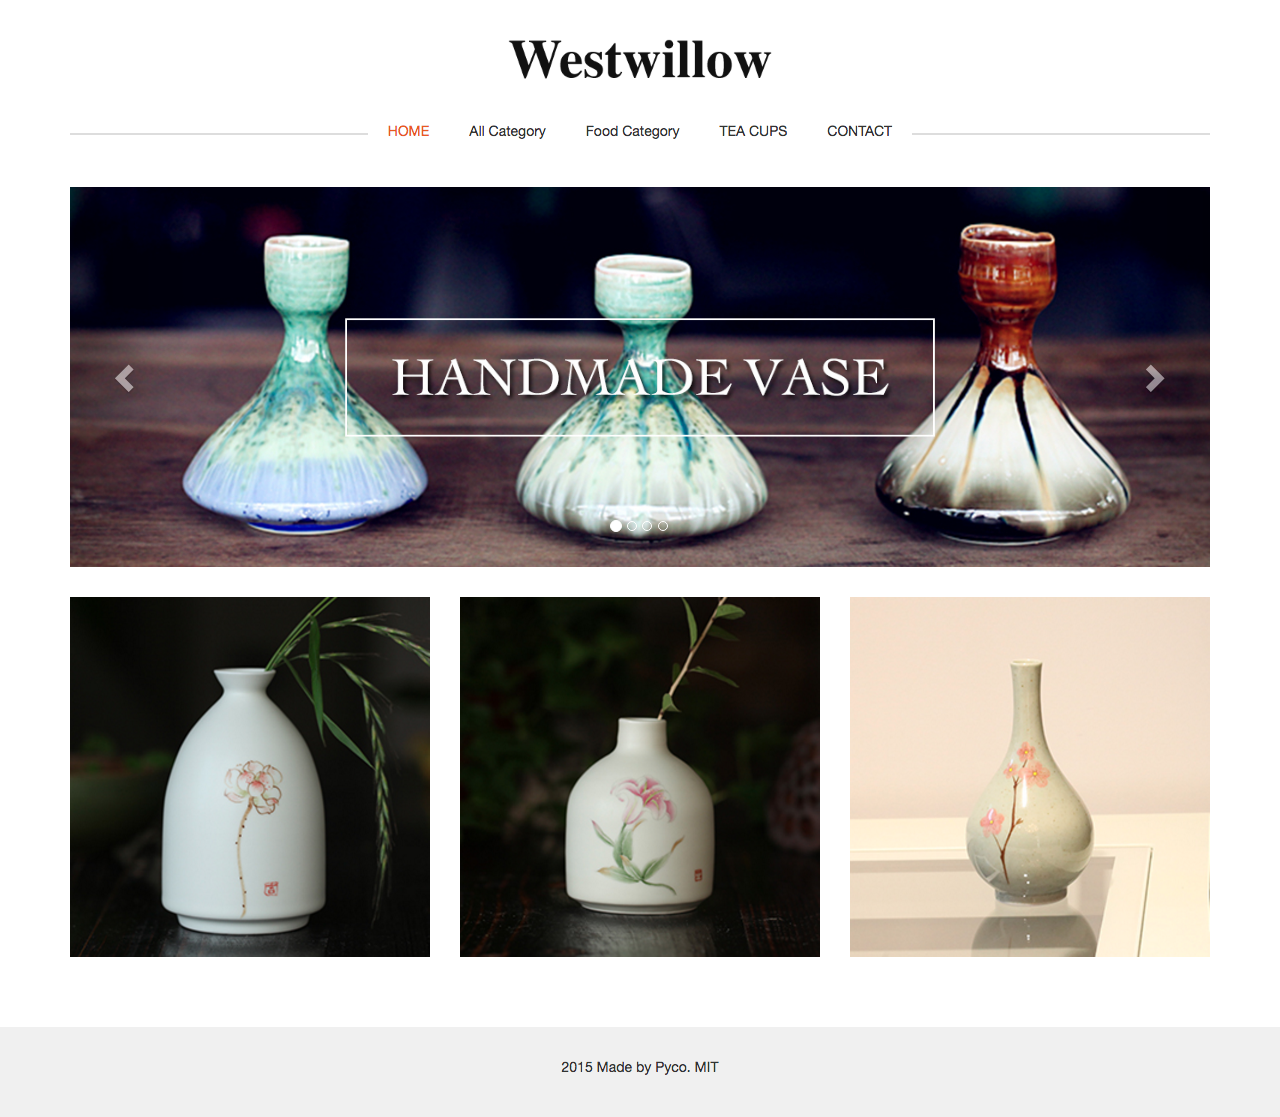 Westwillow
HOME All Category Food Category TEA CUPS CONTACT
HANDMADE VASE
2015 Made by Pyco. MIT